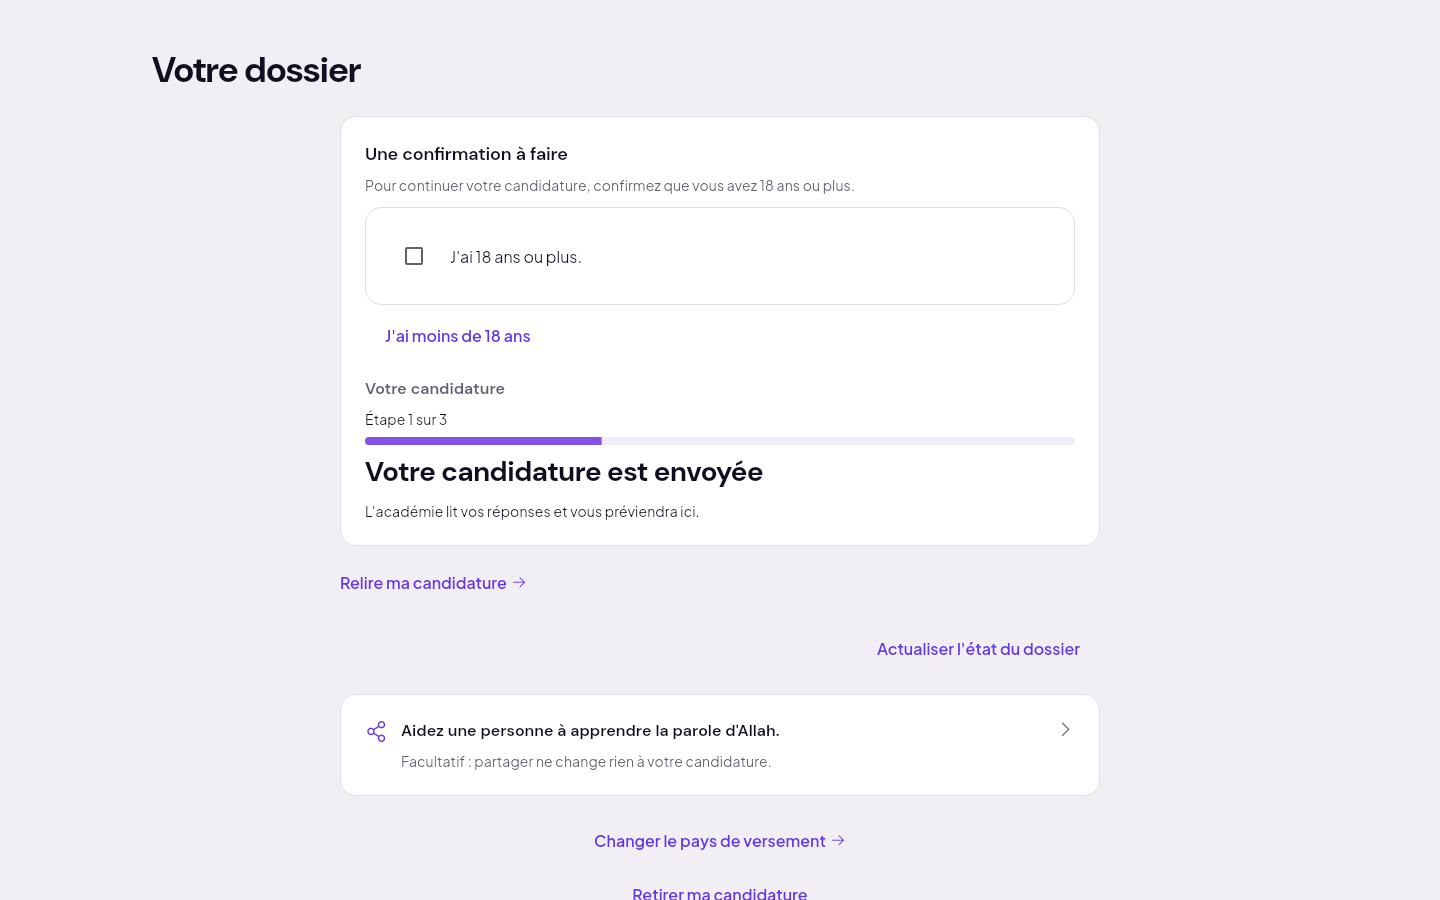 Votre dossier
Une confirmation à faire
Pour continuer votre candidature, confirmez que vous avez 18 ans ou plus.
J'ai 18 ans ou plus.
J'ai moins de 18 ans
Votre candidature
Étape 1 sur 3
Votre candidature est envoyée
L'académie lit vos réponses et vous préviendra ici.
Relire ma candidature →
Actualiser l'état du dossier
Aidez une personne à apprendre la parole d'Allah.
Facultatif : partager ne change rien à votre candidature.
Changer le pays de versement →
Retirer ma candidature